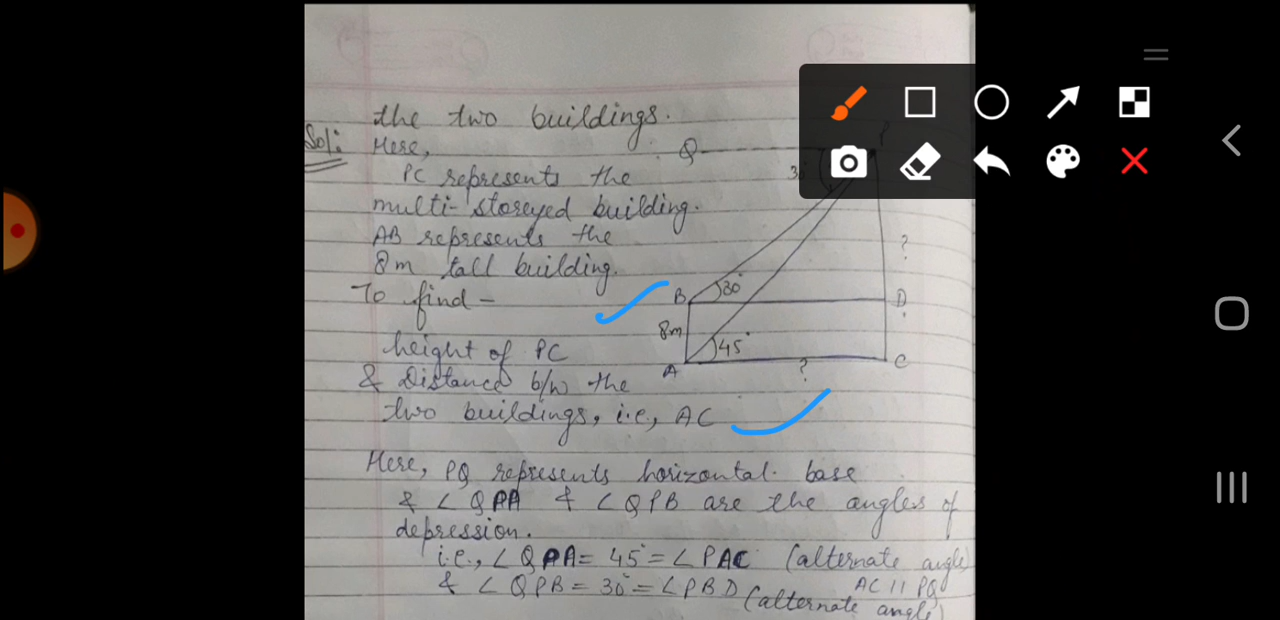 the two buildings.
Sol:
Here,
PC represents the
multi-storeyed building.
AB represents the
8m tall building.
To find -
height of PC
& Distance b/w the
two buildings, i.e., AC
Q
P
?
B
30°
D
8m
45°
A
?
C
Here, PQ represents horizontal base
& ∠QPA & ∠QPB are the angles of
depression.
i.e., ∠QPA = 45° = ∠PAC (alternate angle)
& ∠QPB = 30° = ∠PBD (alternate angle)
AC || PQ